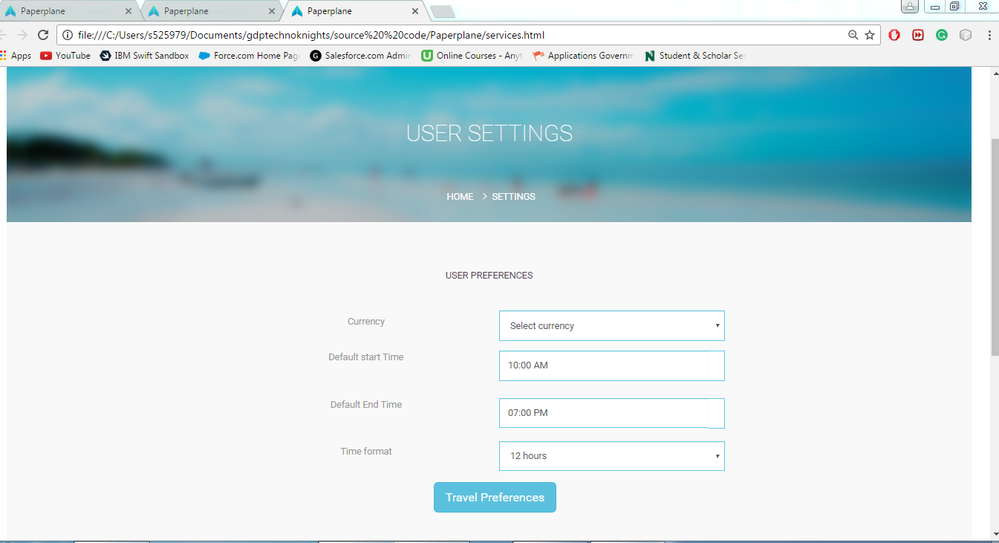 Paperplane
Paperplane
Paperplane
file:///C:/Users/s525979/Documents/gdptechnoknights/source%20%20code/Paperplane/services.html
Apps YouTube IBM Swift Sandbox Force.com Home Pag Salesforce.com Admin Online Courses - Anyt Applications Governm Student & Scholar Ser
USER SETTINGS
HOME > SETTINGS
USER PREFERENCES
Currency Select currency
Default start Time 10:00 AM
Default End Time 07:00 PM
Time format 12 hours
Travel Preferences